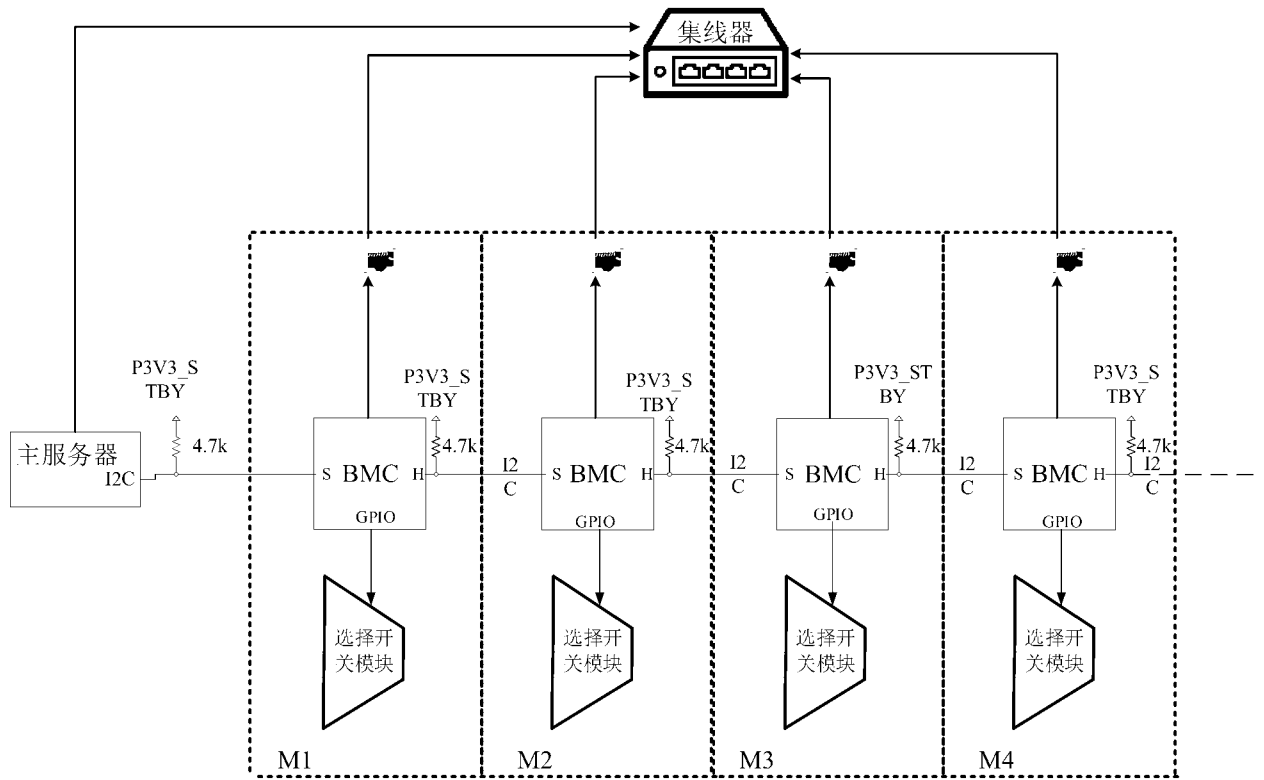 集线器
P3V3_S
TBY
4.7k
P3V3_S
TBY
4.7k
P3V3_S
TBY
4.7k
P3V3_ST
BY
4.7k
P3V3_S
TBY
4.7k
主服务器
I2C
S BMC H
GPIO
I2
C
S BMC H
GPIO
I2
C
S BMC H
GPIO
I2
C
S BMC H
GPIO
I2
C
选择开
关模块
选择开
关模块
选择开
关模块
选择开
关模块
M1
M2
M3
M4